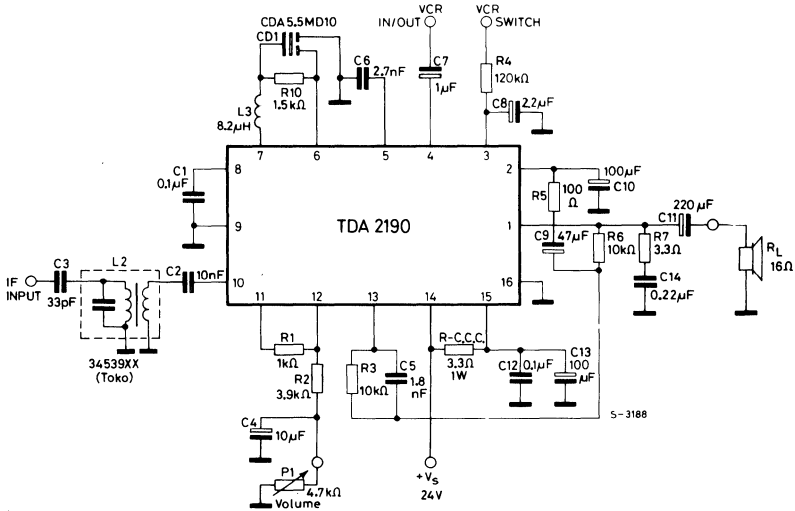 CDA 5.5MD10
CD1
VCR
IN/OUT
VCR
SWITCH
C6
2.7nF
C7
1µF
R4
120kΩ
R10
1.5kΩ
C8
2.2µF
L3
8.2µH
7
6
5
4
3
C1
0.1µF
8
9
10
TDA 2190
2
1
16
R5
100
Ω
100µF
C10
C9
47µF
R6
10kΩ
R7
3.3Ω
C11
220 µF
RL
16Ω
C14
0.22µF
IF
INPUT
C3
33pF
L2
C2
10nF
34539XX
(Toko)
11
12
13
14
15
R1
1kΩ
R2
3.9kΩ
R3
10kΩ
C5
1.8
nF
R-C.C.C.
3.3Ω
1W
C12
0.1µF
C13
100
µF
C4
10µF
S-3188
P1
4.7kΩ
Volume
+Vs
24V